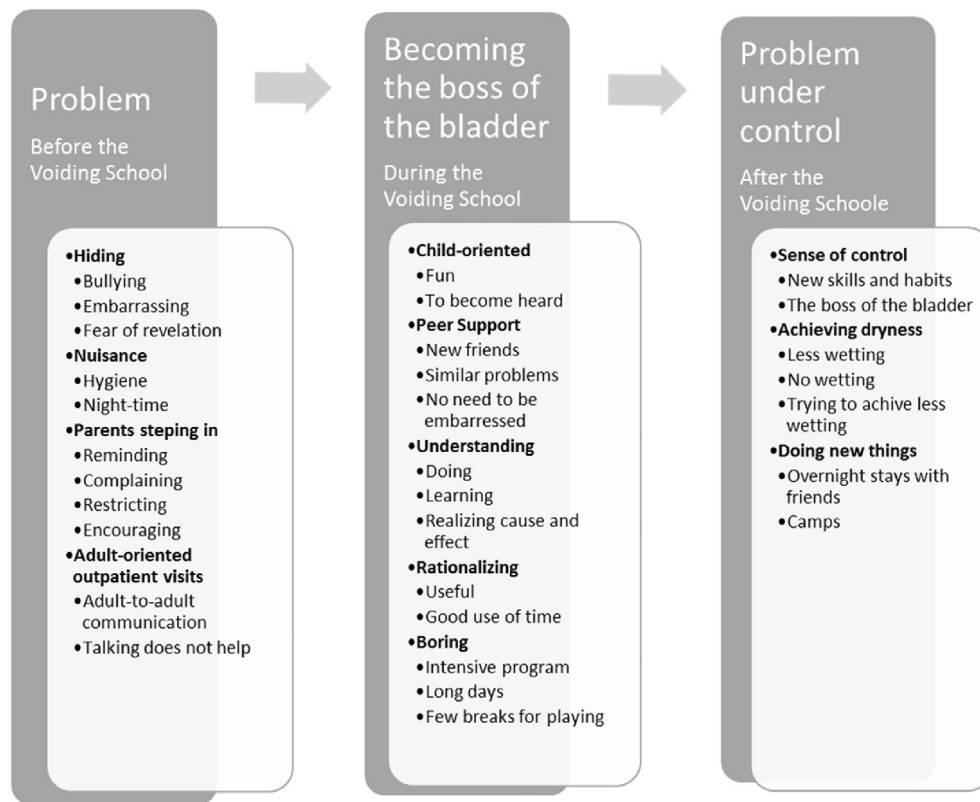 Problem
Before the
Voiding School
•Hiding
•Bullying
•Embarrassing
•Fear of revelation
•Nuisance
•Hygiene
•Night-time
•Parents steping in
•Reminding
•Complaining
•Restricting
•Encouraging
•Adult-oriented
outpatient visits
•Adult-to-adult
communication
•Talking does not help
Becoming
the boss of
the bladder
During the
Voiding School
•Child-oriented
•Fun
•To become heard
•Peer Support
•New friends
•Similar problems
•No need to be
embarressed
•Understanding
•Doing
•Learning
•Realizing cause and
effect
•Rationalizing
•Useful
•Good use of time
•Boring
•Intensive program
•Long days
•Few breaks for playing
Problem
under
control
After the
Voiding Schoole
•Sense of control
•New skills and habits
•The boss of the bladder
•Achieving dryness
•Less wetting
•No wetting
•Trying to achive less
wetting
•Doing new things
•Overnight stays with
friends
•Camps